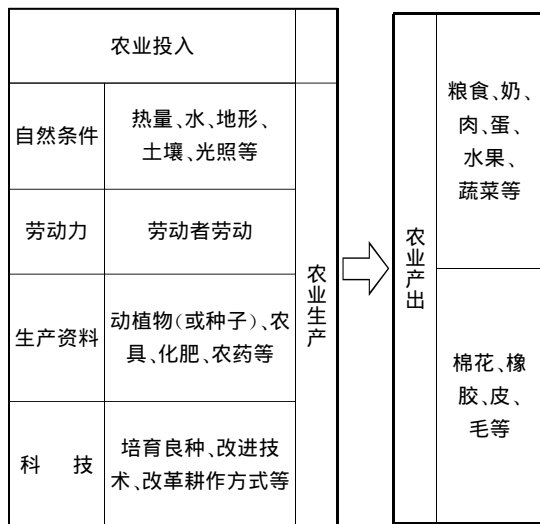 农业投入
自然条件
热量、水、地形、
土壤、光照等
劳动力
劳动者劳动
生产资料
动植物(或种子)、农
具、化肥、农药等
科 技
培育良种、改进技
术、改革耕作方式等
农业生产
农业产出
粮食、奶、
肉、蛋、
水果、
蔬菜等
棉花、橡
胶、皮、
毛等